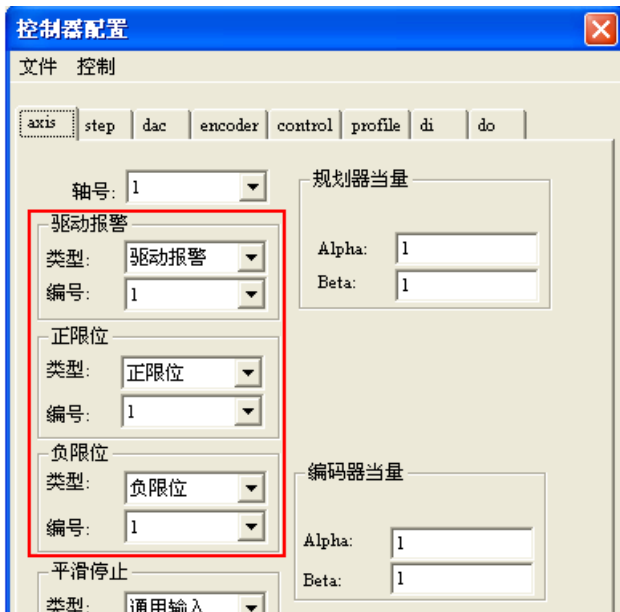 控制器配置
文件 控制
axis step dac encoder control profile di do
轴号: 1
驱动报警
类型: 驱动报警
编号: 1
正限位
类型: 正限位
编号: 1
负限位
类型: 负限位
编号: 1
平滑停止
类型: 通用输入
规划器当量
Alpha: 1
Beta: 1
编码器当量
Alpha: 1
Beta: 1